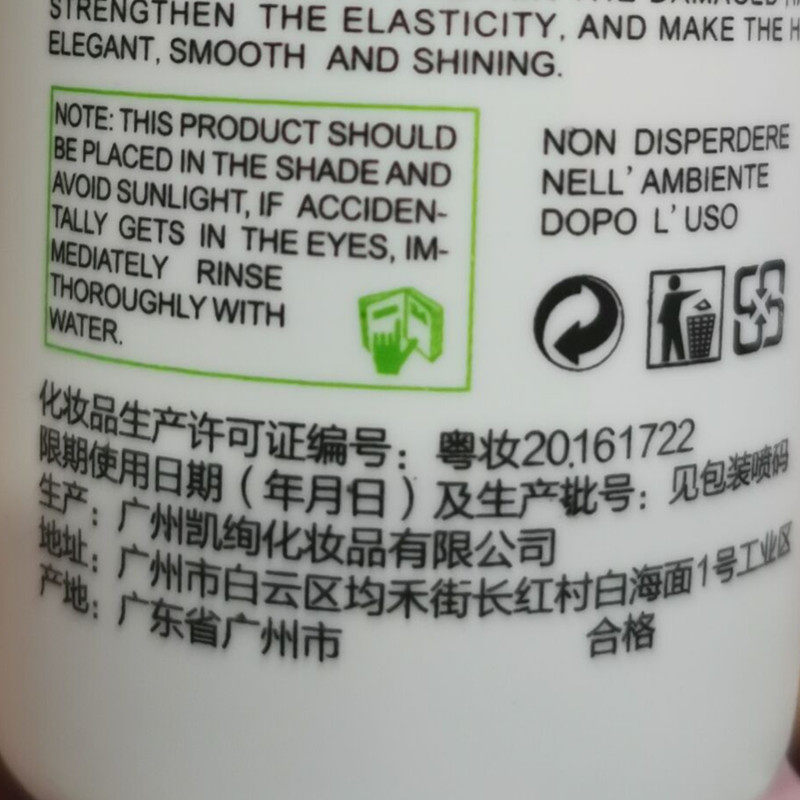 STRENGTHEN THE ELASTICITY, AND MAKE THE H
ELEGANT, SMOOTH AND SHINING.
NOTE: THIS PRODUCT SHOULD
BE PLACED IN THE SHADE AND
AVOID SUNLIGHT, IF ACCIDEN-
TALLY GETS IN THE EYES, IM-
MEDIATELY RINSE
THOROUGHLY WITH
WATER.
NON DISPERDERE
NELL' AMBIENTE
DOPO L' USO
化妆品生产许可证编号：粤妆20161722
限期使用日期（年月日）及生产批号：见包装喷码
生产：广州凯绚化妆品有限公司
地址：广州市白云区均禾街长红村白海面1号工业区
产地：广东省广州市
合格